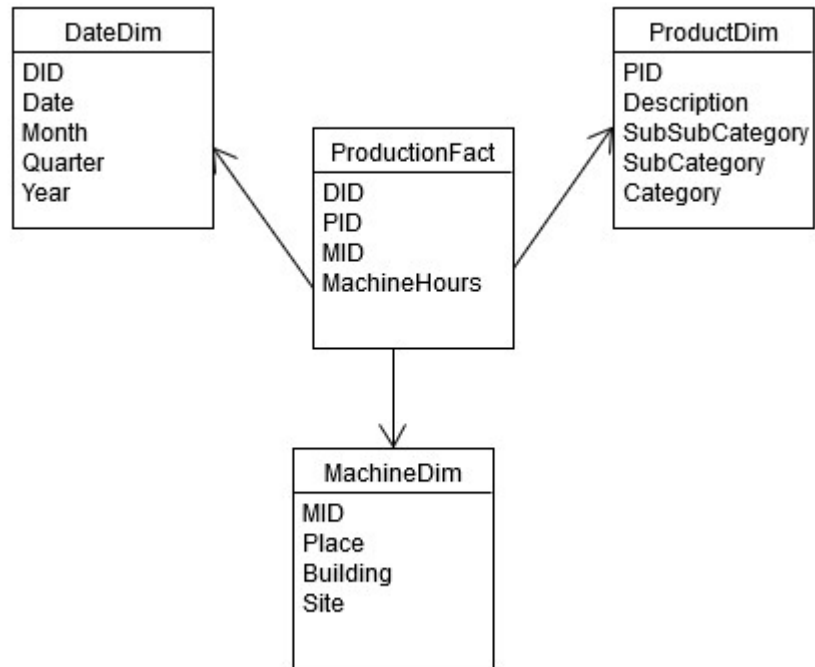 DateDim
DID
Date
Month
Quarter
Year
ProductionFact
DID
PID
MID
MachineHours
ProductDim
PID
Description
SubSubCategory
SubCategory
Category
MachineDim
MID
Place
Building
Site